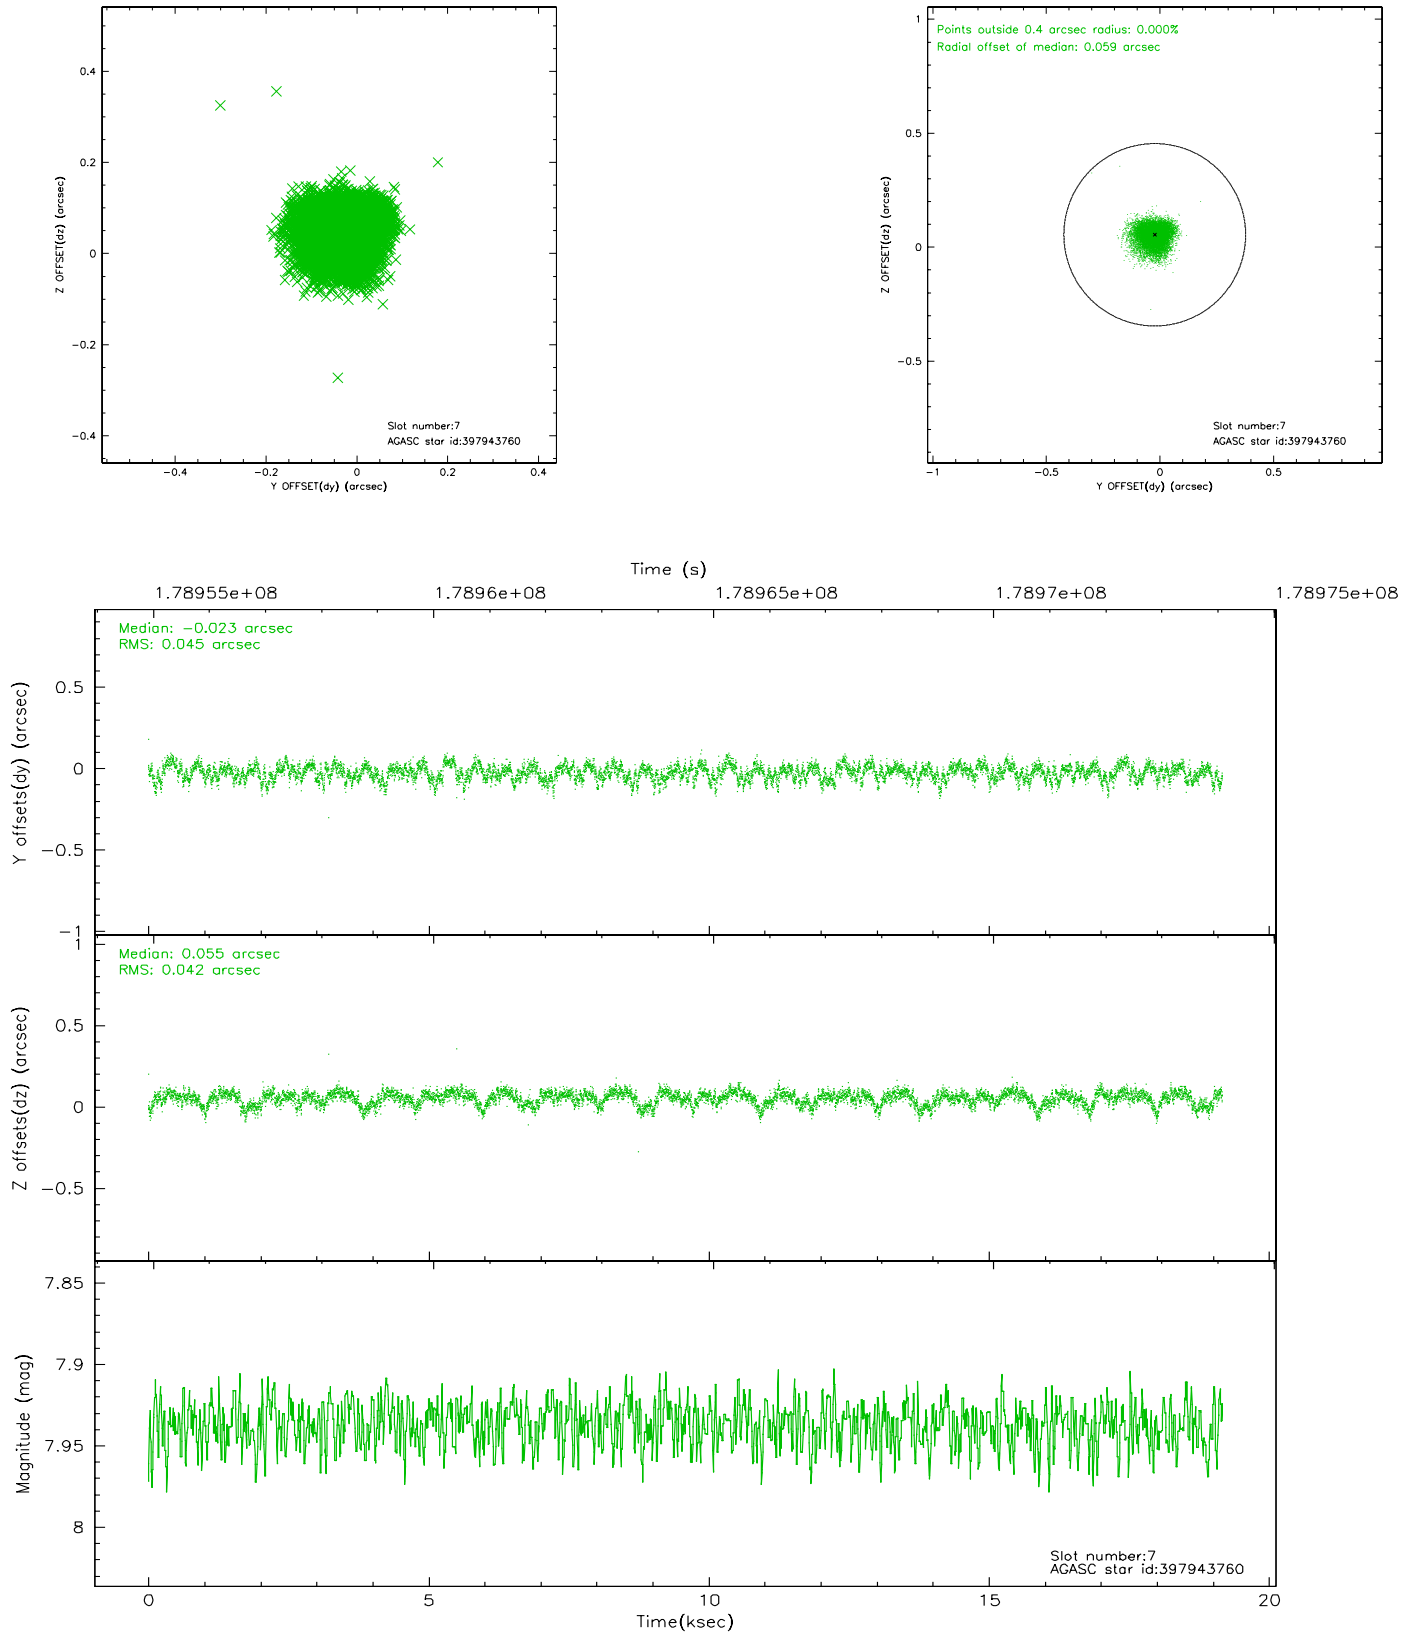 0.4
0.2
0
−0.2
−0.4
Z OFFSET(dz) (arcsec)
−0.4 −0.2 0 0.2 0.4
Y OFFSET(dy) (arcsec)
Slot number:7
AGASC star id:397943760
Points outside 0.4 arcsec radius: 0.000%
Radial offset of median: 0.059 arcsec
1
0.5
0
−0.5
Z OFFSET(dz) (arcsec)
−1 −0.5 0 0.5
Y OFFSET(dy) (arcsec)
Slot number:7
AGASC star id:397943760
Time (s)
1.78955e+08 1.7896e+08 1.78965e+08 1.7897e+08 1.78975e+08
Median: −0.023 arcsec
RMS: 0.045 arcsec
0.5
0
−0.5
−1
Y offsets(dy) (arcsec)
Median: 0.055 arcsec
RMS: 0.042 arcsec
1
0.5
0
−0.5
Z offsets(dz) (arcsec)
7.85
7.9
7.95
8
Magnitude (mag)
Slot number:7
AGASC star id:397943760
0 5 10 15 20
Time(ksec)